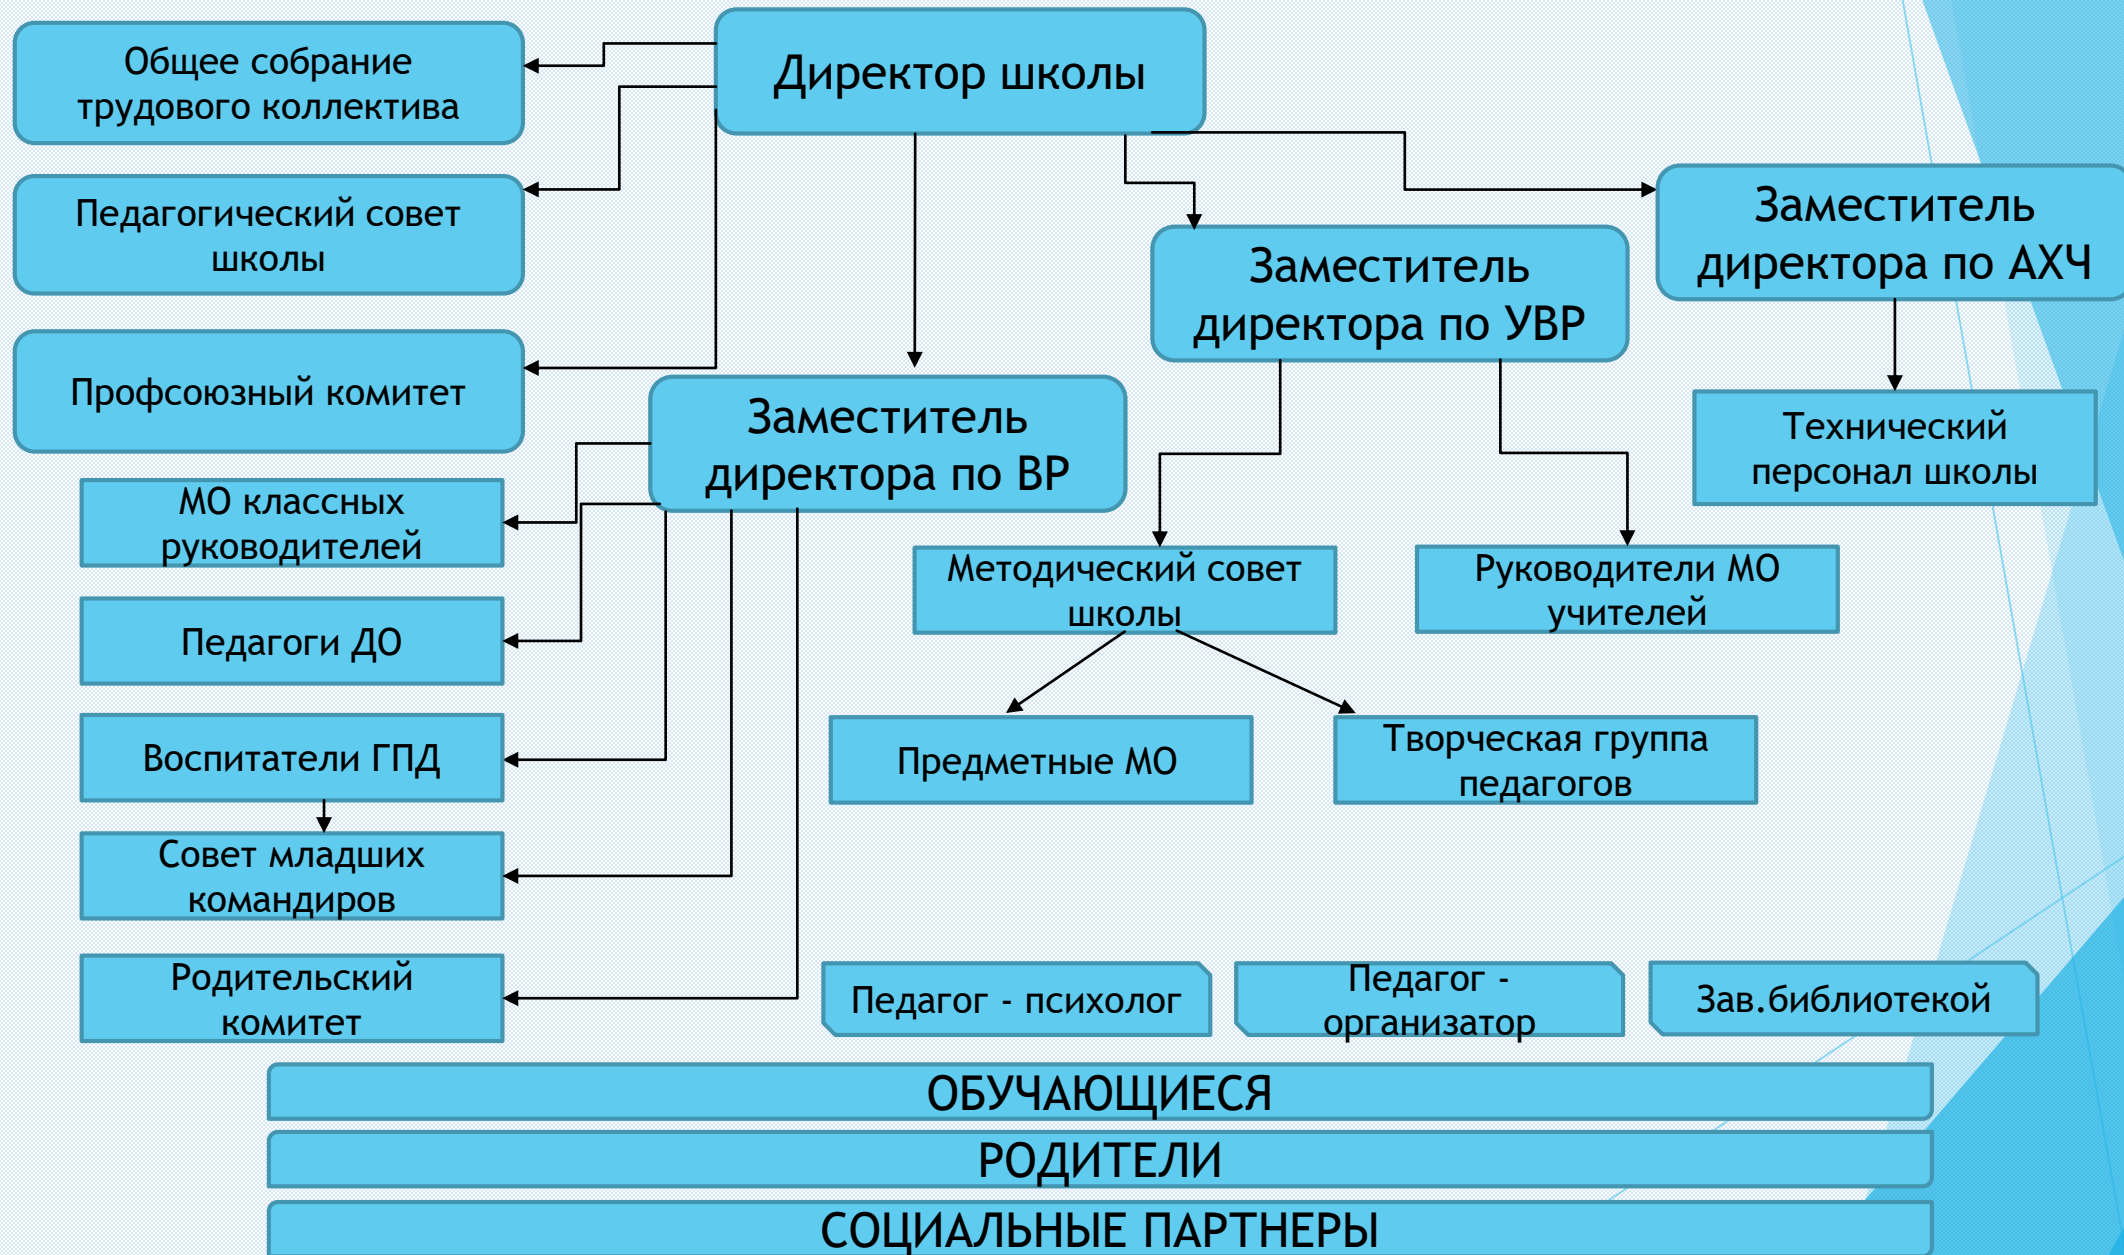 Общее собрание
трудового коллектива
Директор школы
Педагогический совет
школы
Заместитель
директора по АХЧ
Заместитель
директора по УВР
Профсоюзный комитет
Заместитель
директора по ВР
Технический
персонал школы
МО классных
руководителей
Методический совет
школы
Руководители МО
учителей
Педагоги ДО
Воспитатели ГПД
Предметные МО
Творческая группа
педагогов
Совет младших
командиров
Родительский
комитет
Педагог - психолог
Педагог -
организатор
Зав.библиотекой
ОБУЧАЮЩИЕСЯ
РОДИТЕЛИ
СОЦИАЛЬНЫЕ ПАРТНЕРЫ